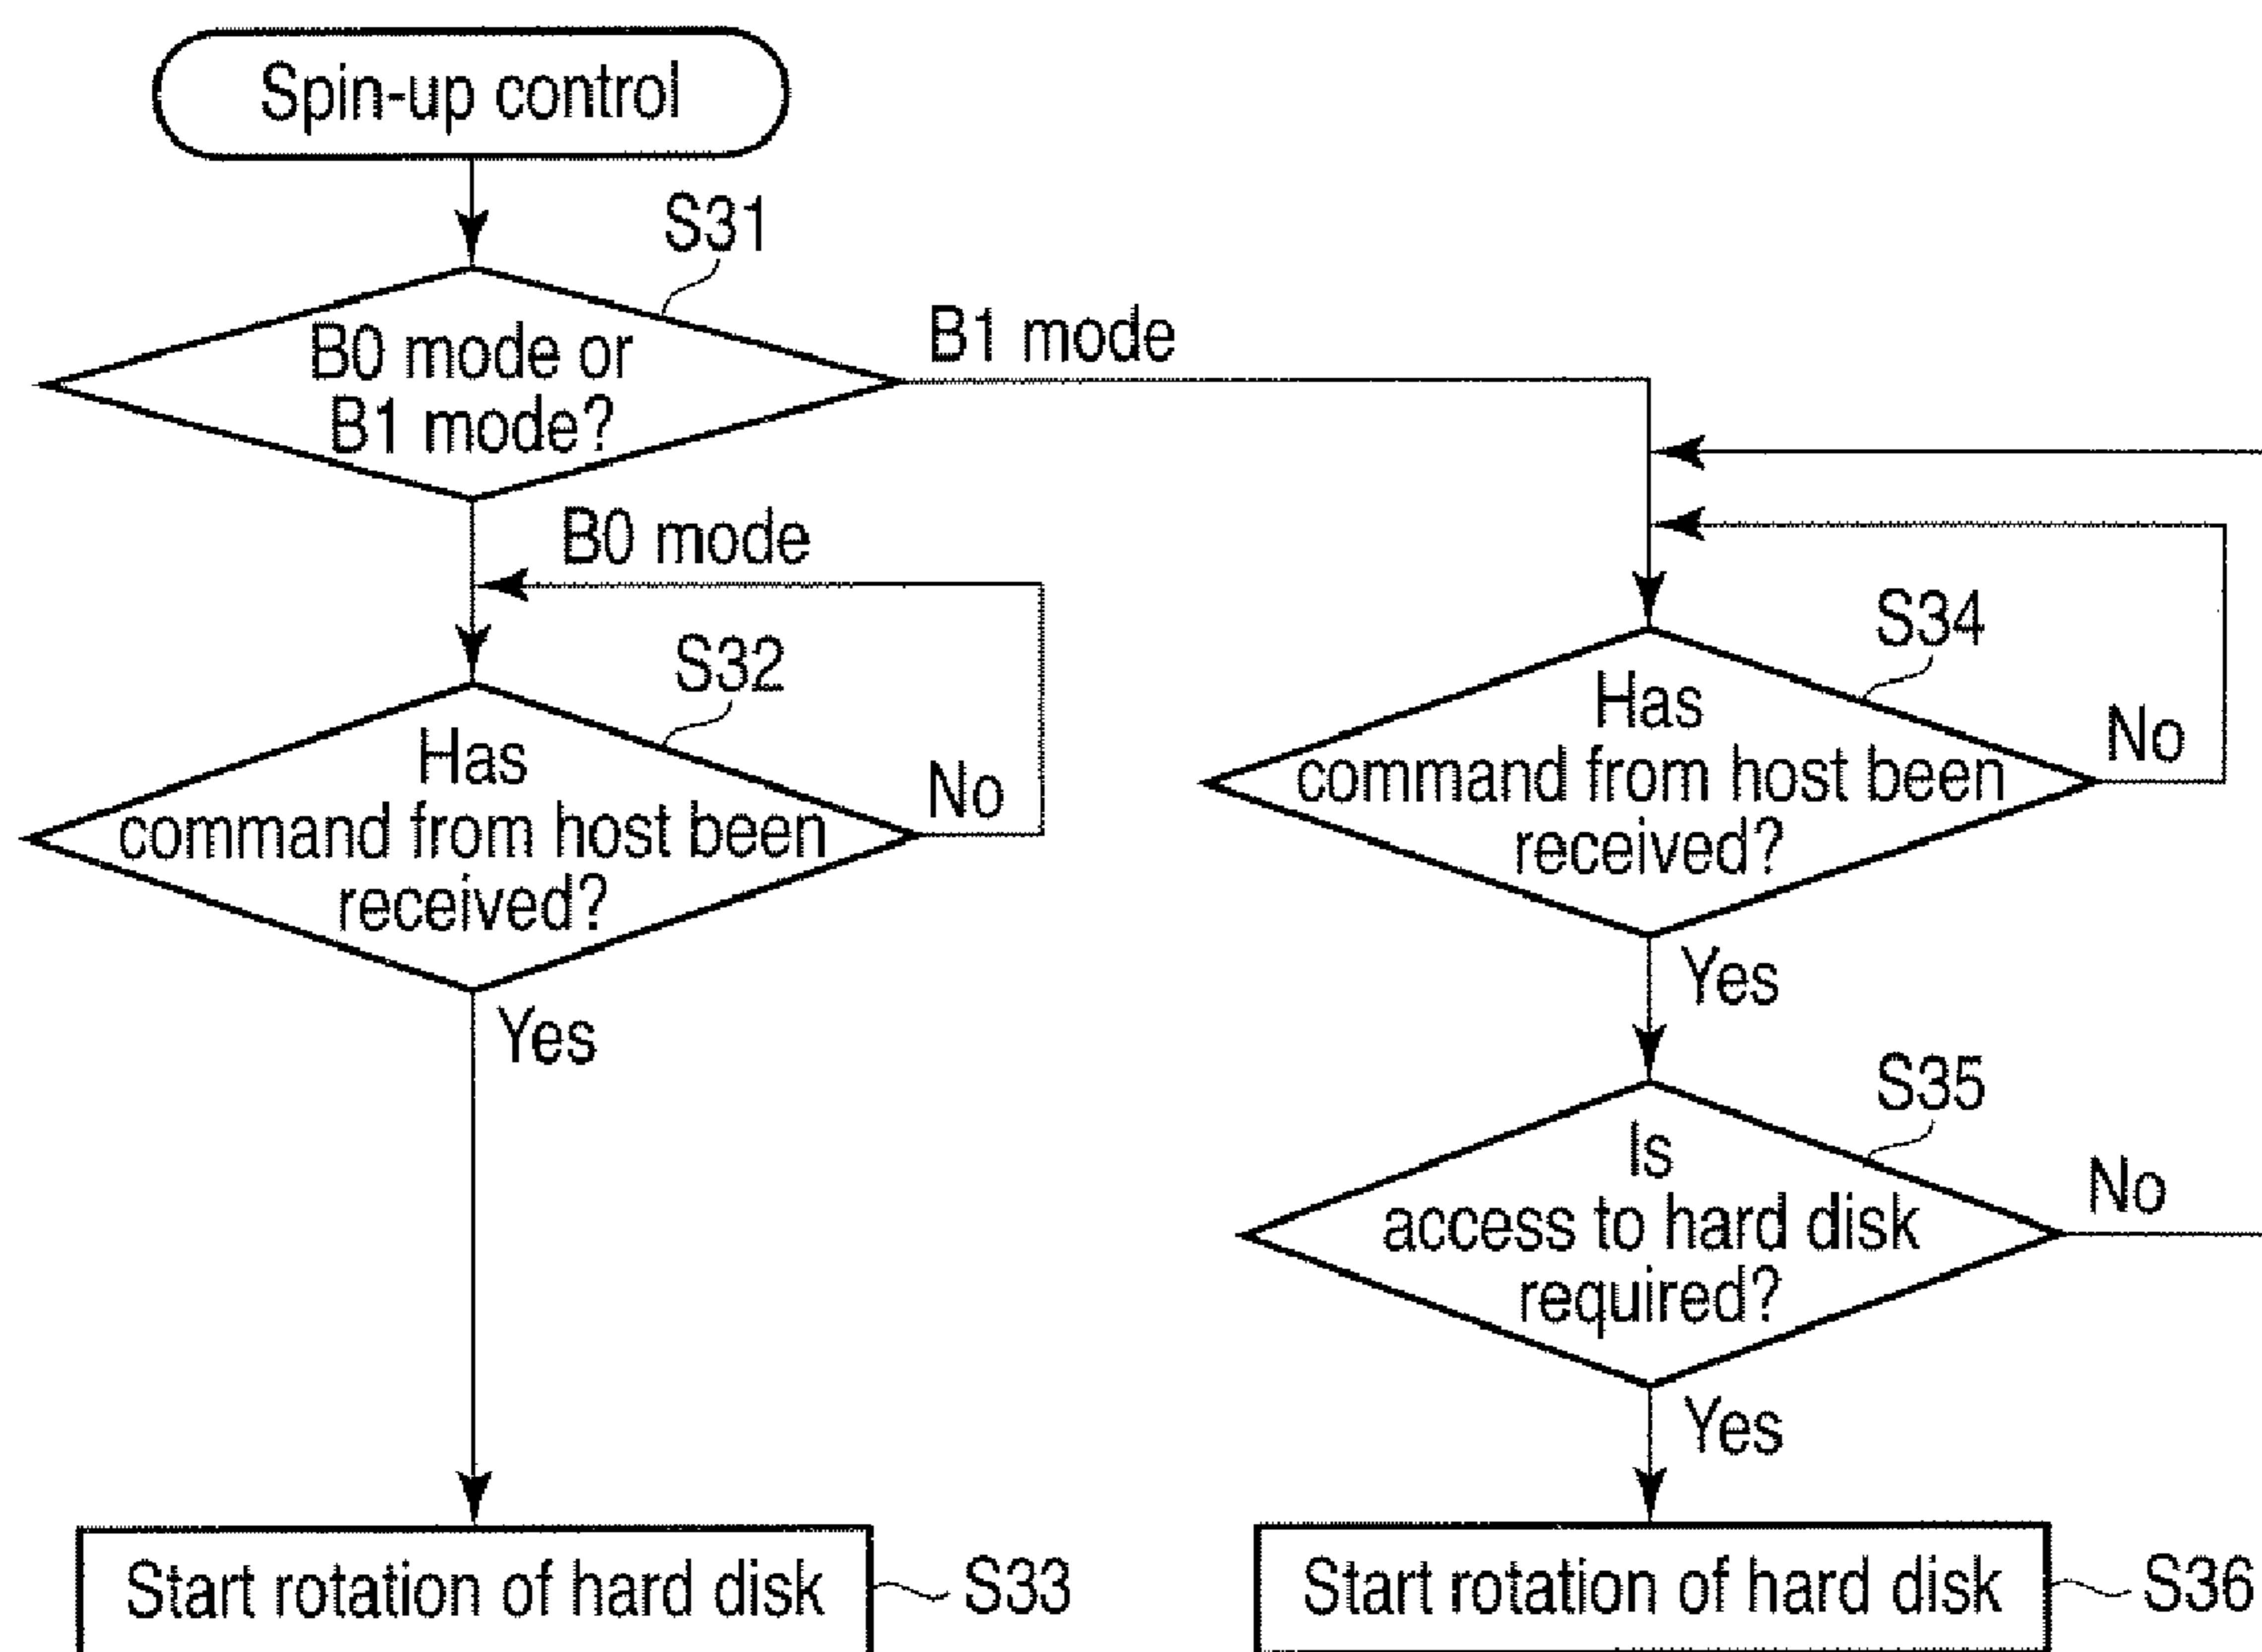 Spin-up control
S31
B0 mode or
B1 mode?
B1 mode
B0 mode
S32
Has
command from host been
received?
No
Yes
Start rotation of hard disk
S33
S34
Has
command from host been
received?
No
Yes
S35
Is
access to hard disk
required?
No
Yes
Start rotation of hard disk
S36